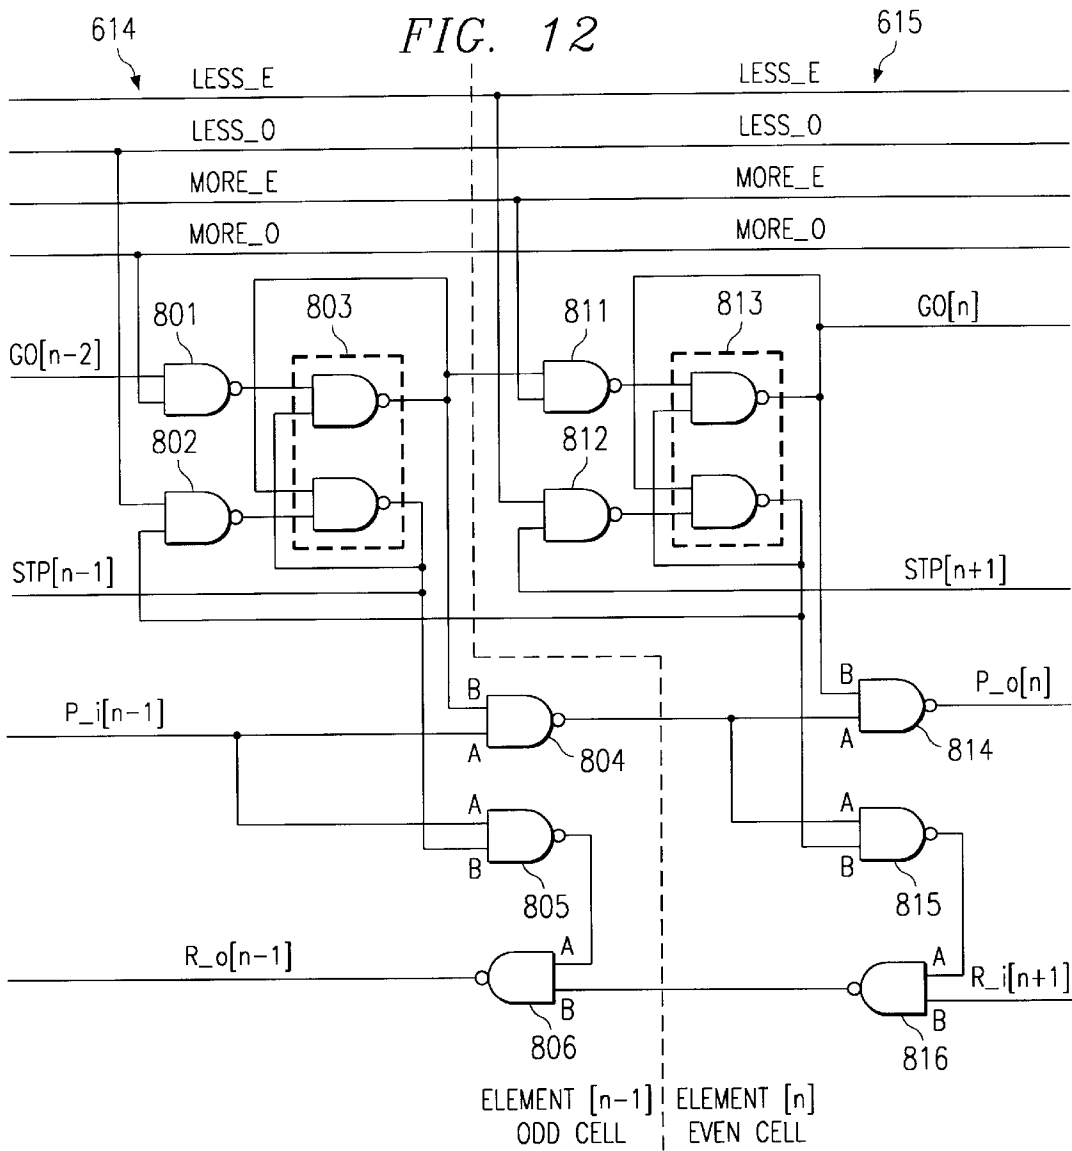 FIG. 12
614
615
LESS_E
LESS_E
LESS_O
LESS_O
MORE_E
MORE_E
MORE_O
MORE_O
801
803
811
813
GO[n]
GO[n-2]
802
812
STP[n-1]
STP[n+1]
B
B
P_o[n]
P_i[n-1]
A
804
A
814
A
A
B
B
805
815
R_o[n-1]
A
A
R_i[n+1]
B
B
806
816
ELEMENT [n-1]
ODD CELL
ELEMENT [n]
EVEN CELL